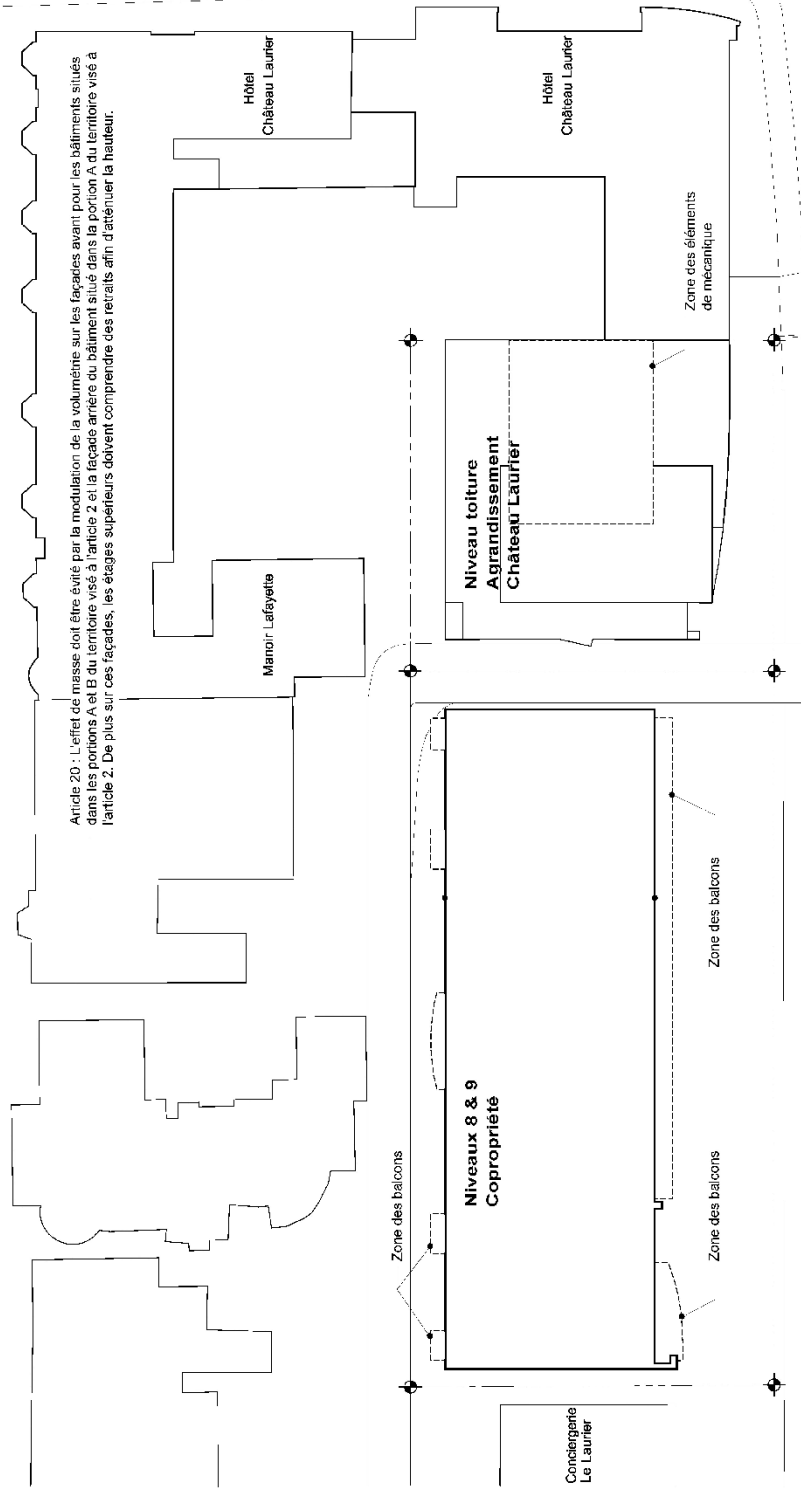 Article 20 : L'effet de masse doit être évité par la modulation de la volumétrie sur les façades avant pour les bâtiments situés
dans les portions A et B du territoire visé à l'article 2 et la façade arrière du bâtiment situé dans la portion A du territoire visé à
l'article 2. De plus sur ces façades, les étages supérieurs doivent comprendre des retraits afin d'atténuer la hauteur.
Hôtel
Château Laurier
Manoir Lafayette
Hôtel
Château Laurier
Zone des balcons
Niveaux 8 & 9
Copropriété
Niveau toiture
Agrandissement
Château Laurier
Zone des éléments
de mécanique
Conciergerie
Le Laurier
Zone des balcons
Zone des balcons